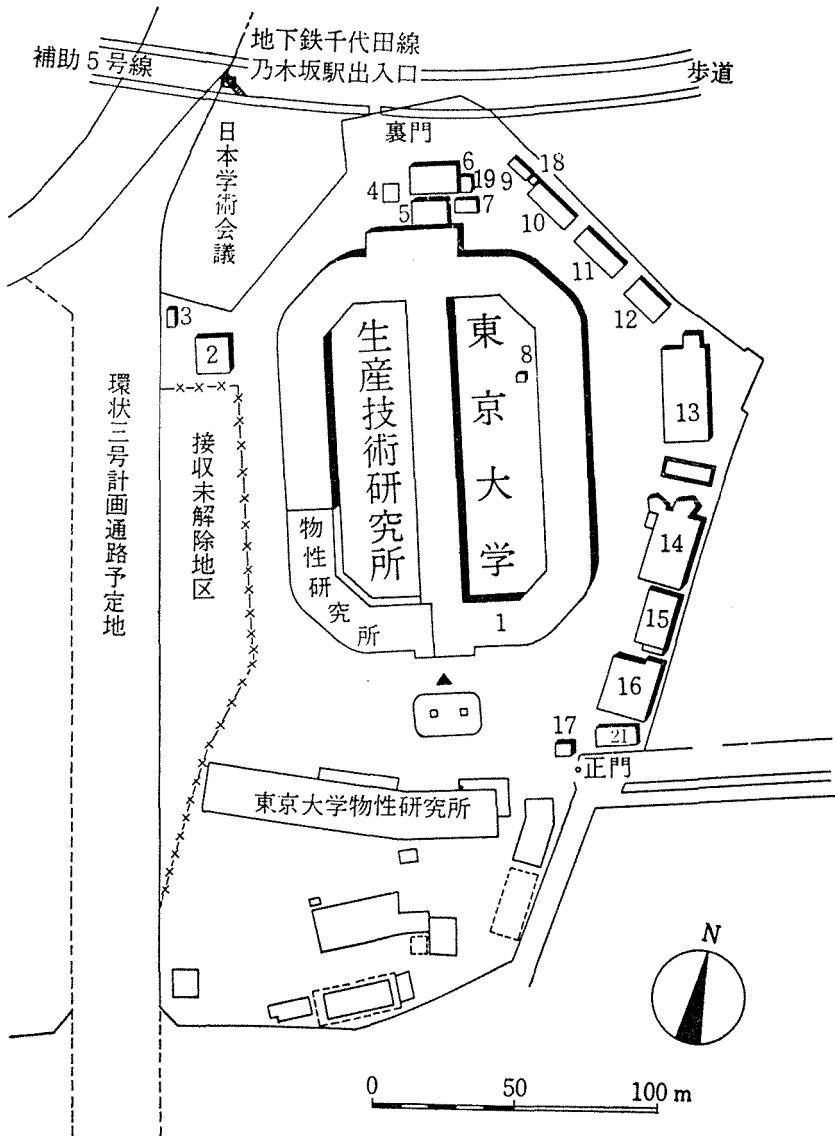 地下鉄千代田線
補助5号線
乃木坂駅出入口
歩道
裏門
日本学術会議
6
18
4
19
9
5
7
10
11
12
3
2
8
東京大学
生産技術研究所
13
環状三号計画通路予定地
接収未解除地区
物性研究所
14
15
1
16
17
21
正門
東京大学物性研究所
N
0 50 100 m